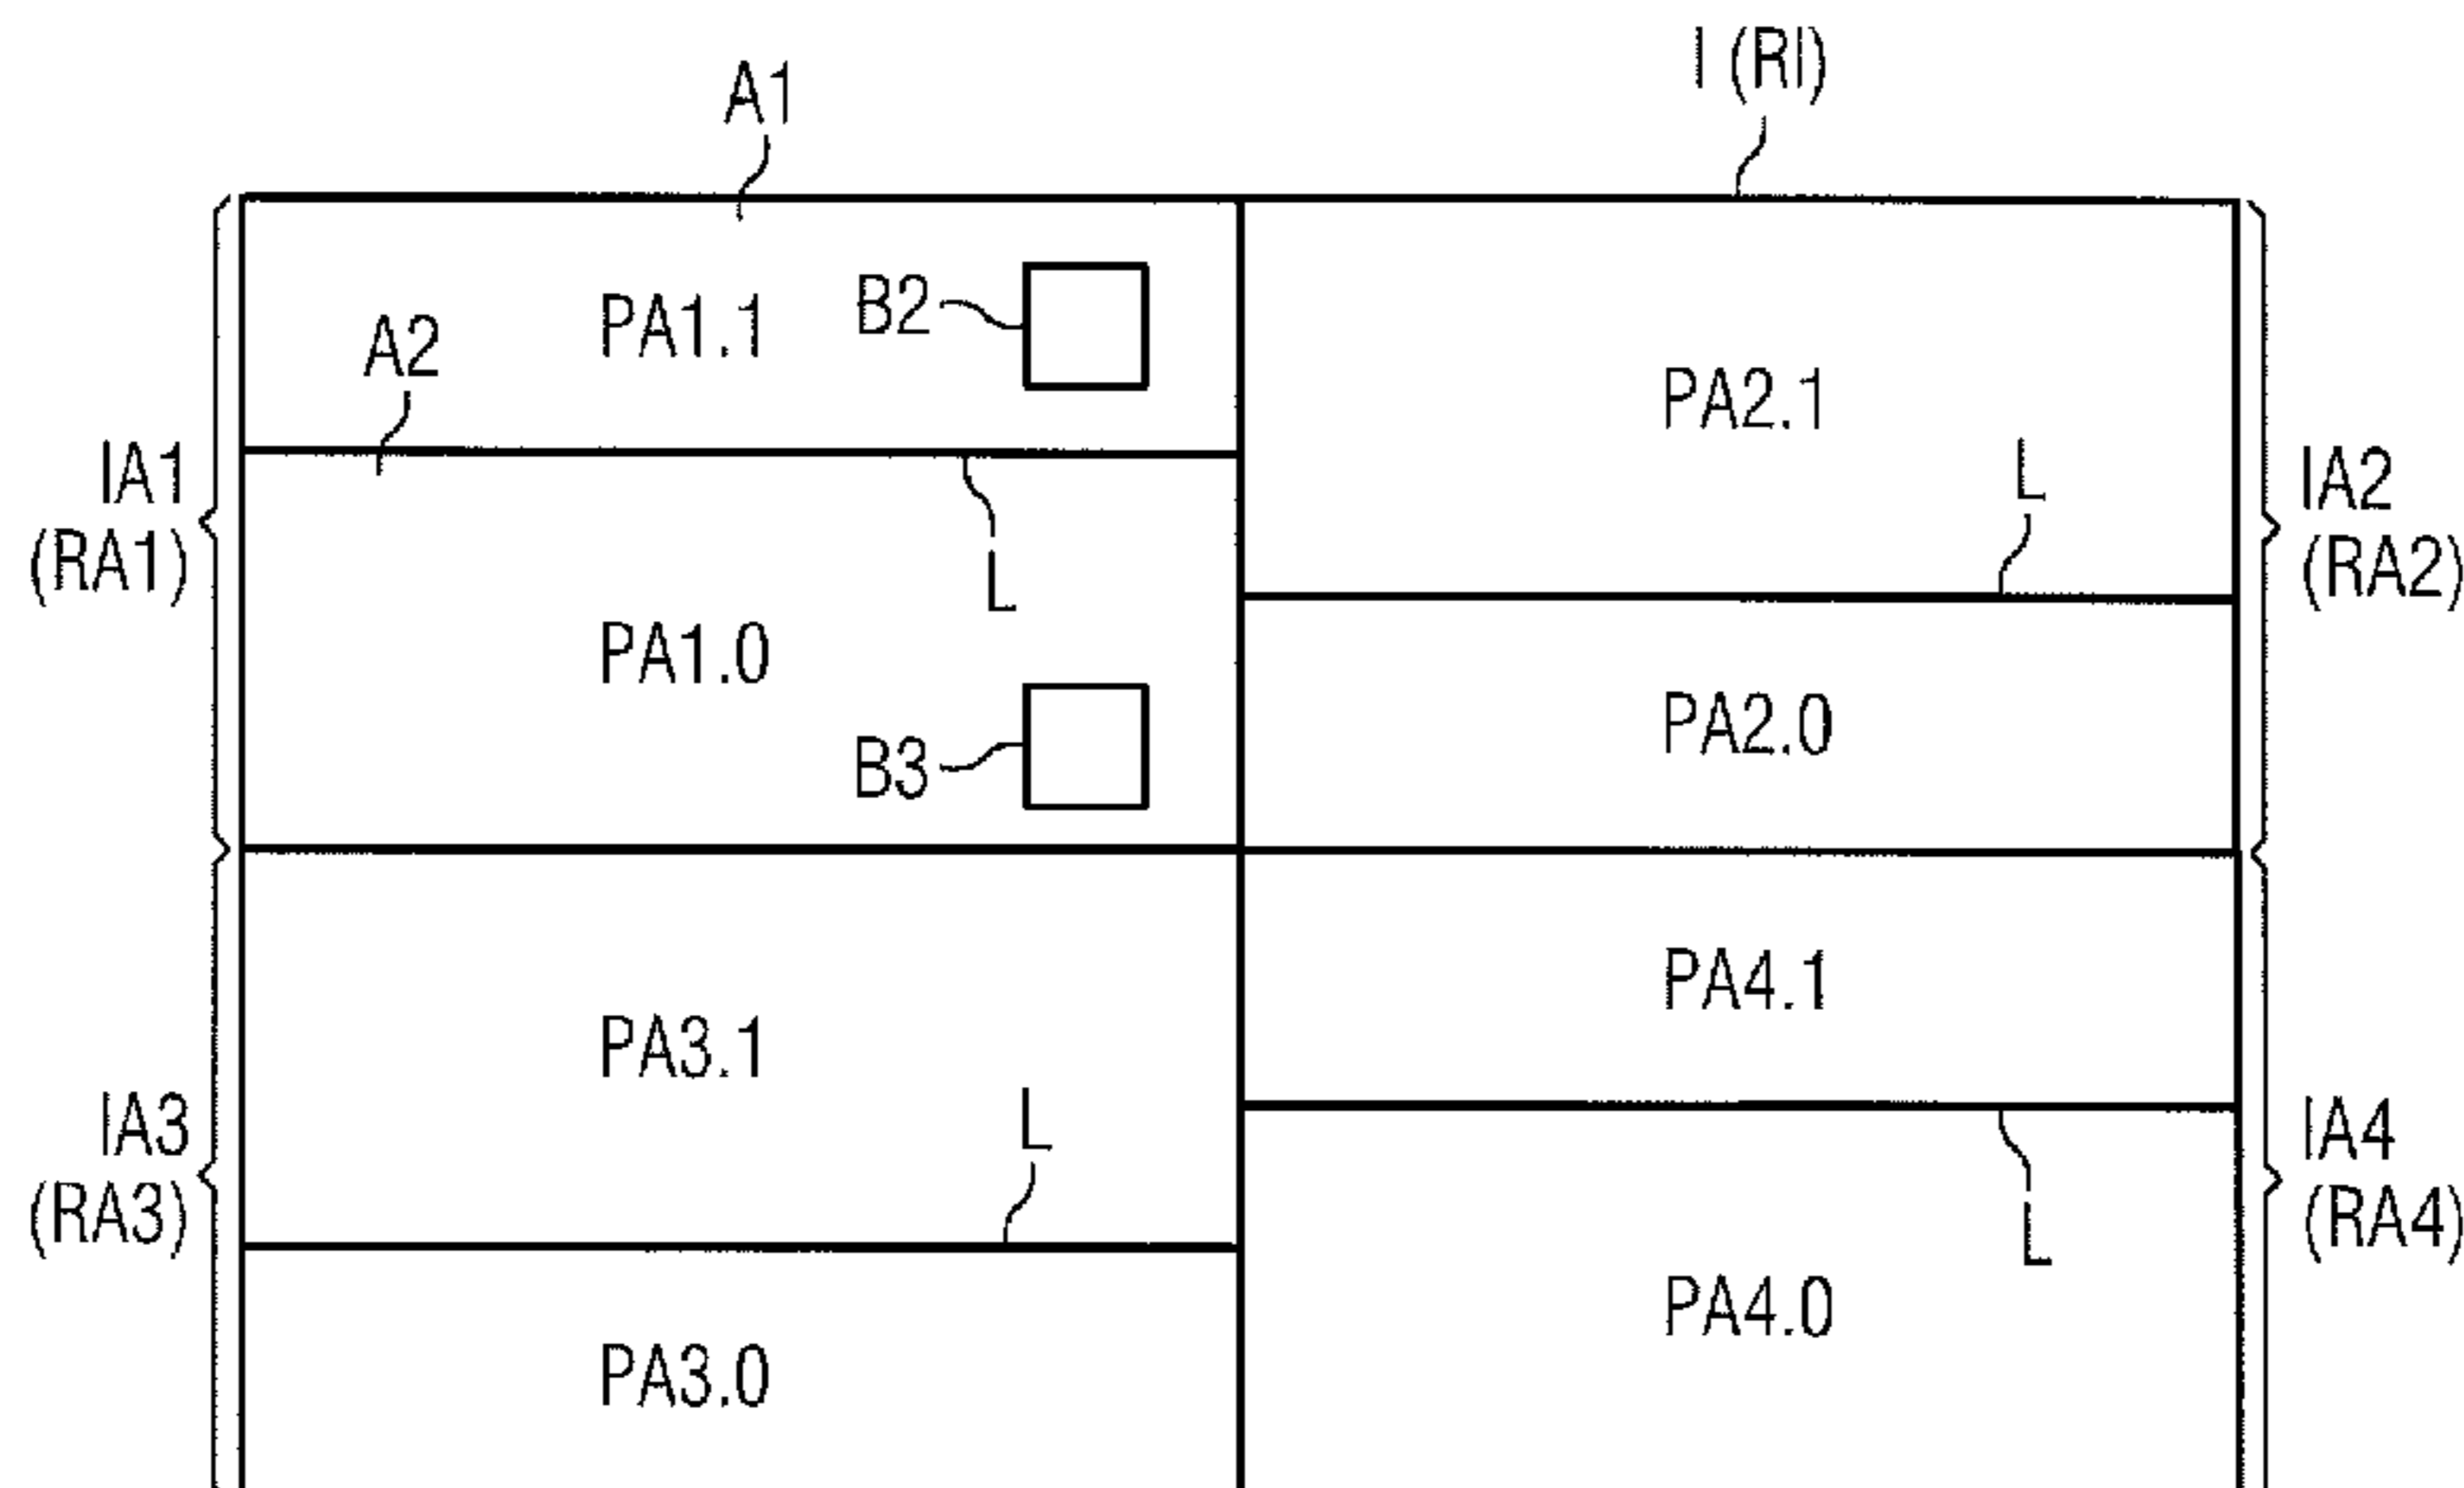 I (RI)
A1
B2
PA1.1
A2
PA2.1
L
IA1
(RA1)
IA2
(RA2)
L
PA1.0
PA2.0
B3
PA4.1
PA3.1
L
IA3
(RA3)
IA4
(RA4)
L
PA4.0
PA3.0